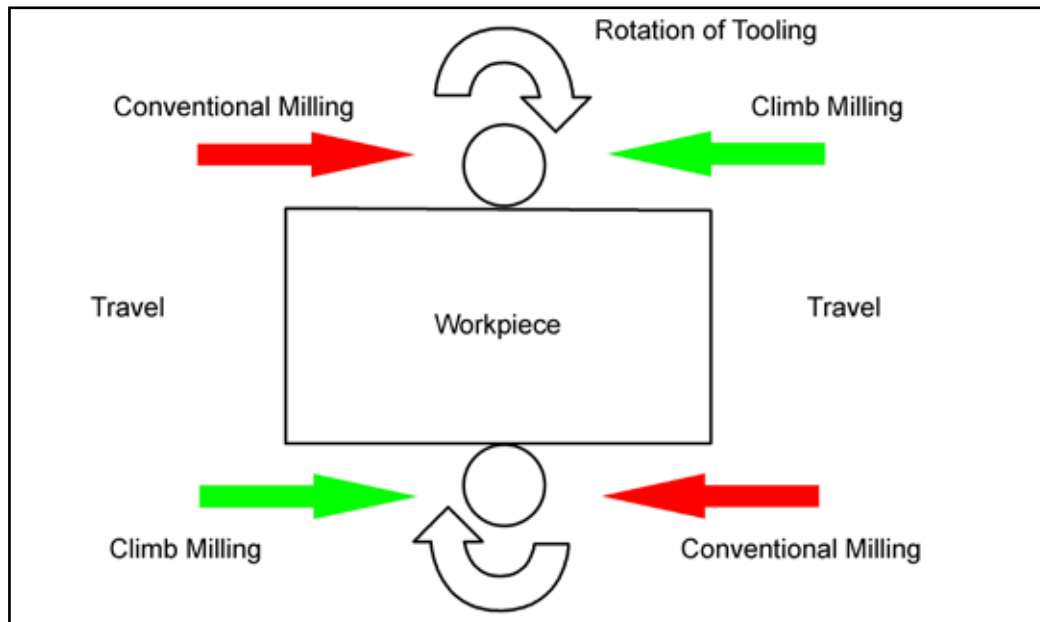 Rotation of Tooling
Conventional Milling
Climb Milling
Travel
Workpiece
Travel
Climb Milling
Conventional Milling